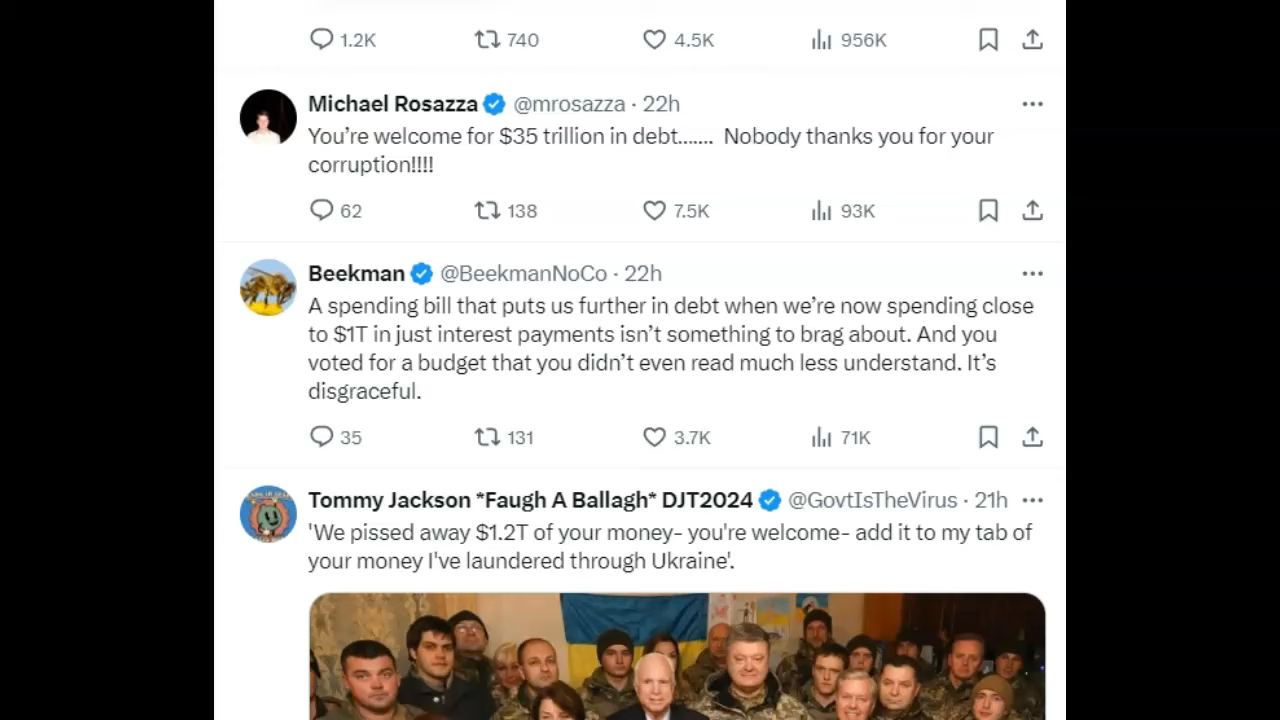 1.2K 740 4.5K 956K
Michael Rosazza @mrosazza · 22h
You’re welcome for $35 trillion in debt....... Nobody thanks you for your
corruption!!!!
62 138 7.5K 93K
Beekman @BeekmanNoCo · 22h
A spending bill that puts us further in debt when we’re now spending close
to $1T in just interest payments isn’t something to brag about. And you
voted for a budget that you didn’t even read much less understand. It’s
disgraceful.
35 131 3.7K 71K
Tommy Jackson *Faugh A Ballagh* DJT2024 @GovtIsTheVirus · 21h
'We pissed away $1.2T of your money- you're welcome- add it to my tab of
your money I've laundered through Ukraine'.